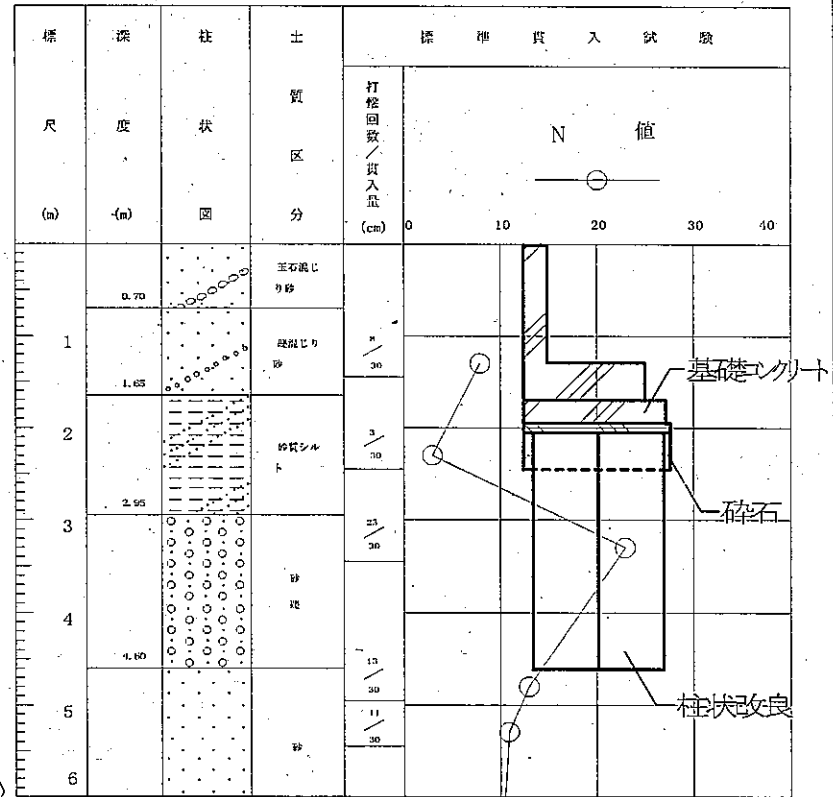 標尺(m)
深度(m)
柱状図
土質区分
標準貫入試験
打撃回数/貫入量(cm)
N値
0 10 20 30 40
玉石混じ
り砂
0.70
1
礫混じり
砂
8/30
1.65
基礎コンクリート
2
砂質シル
ト
3/30
2.95
砕石
3
23/30
砂礫
4
4.60
13/30
柱状改良
5
11/30
砂
6